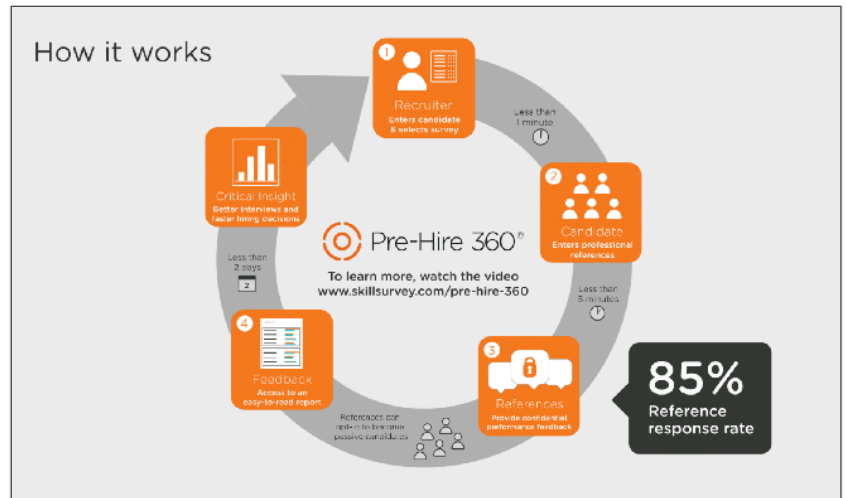 How it works
1
Recruiter
Enters candidate
& selects survey
Less than
1 minute
2
Candidate
Enters professional
references
Less than
5 minutes
3
References
Provide confidential
performance feedback
85%
Reference
response rate
References can
opt-in to become
passive candidates
4
Feedback
Access to an
easy-to-read report
Less than
2 days
2
Critical Insight
Better interviews and
faster hiring decisions
Pre-Hire 360®
To learn more, watch the video
www.skillsurvey.com/pre-hire-360